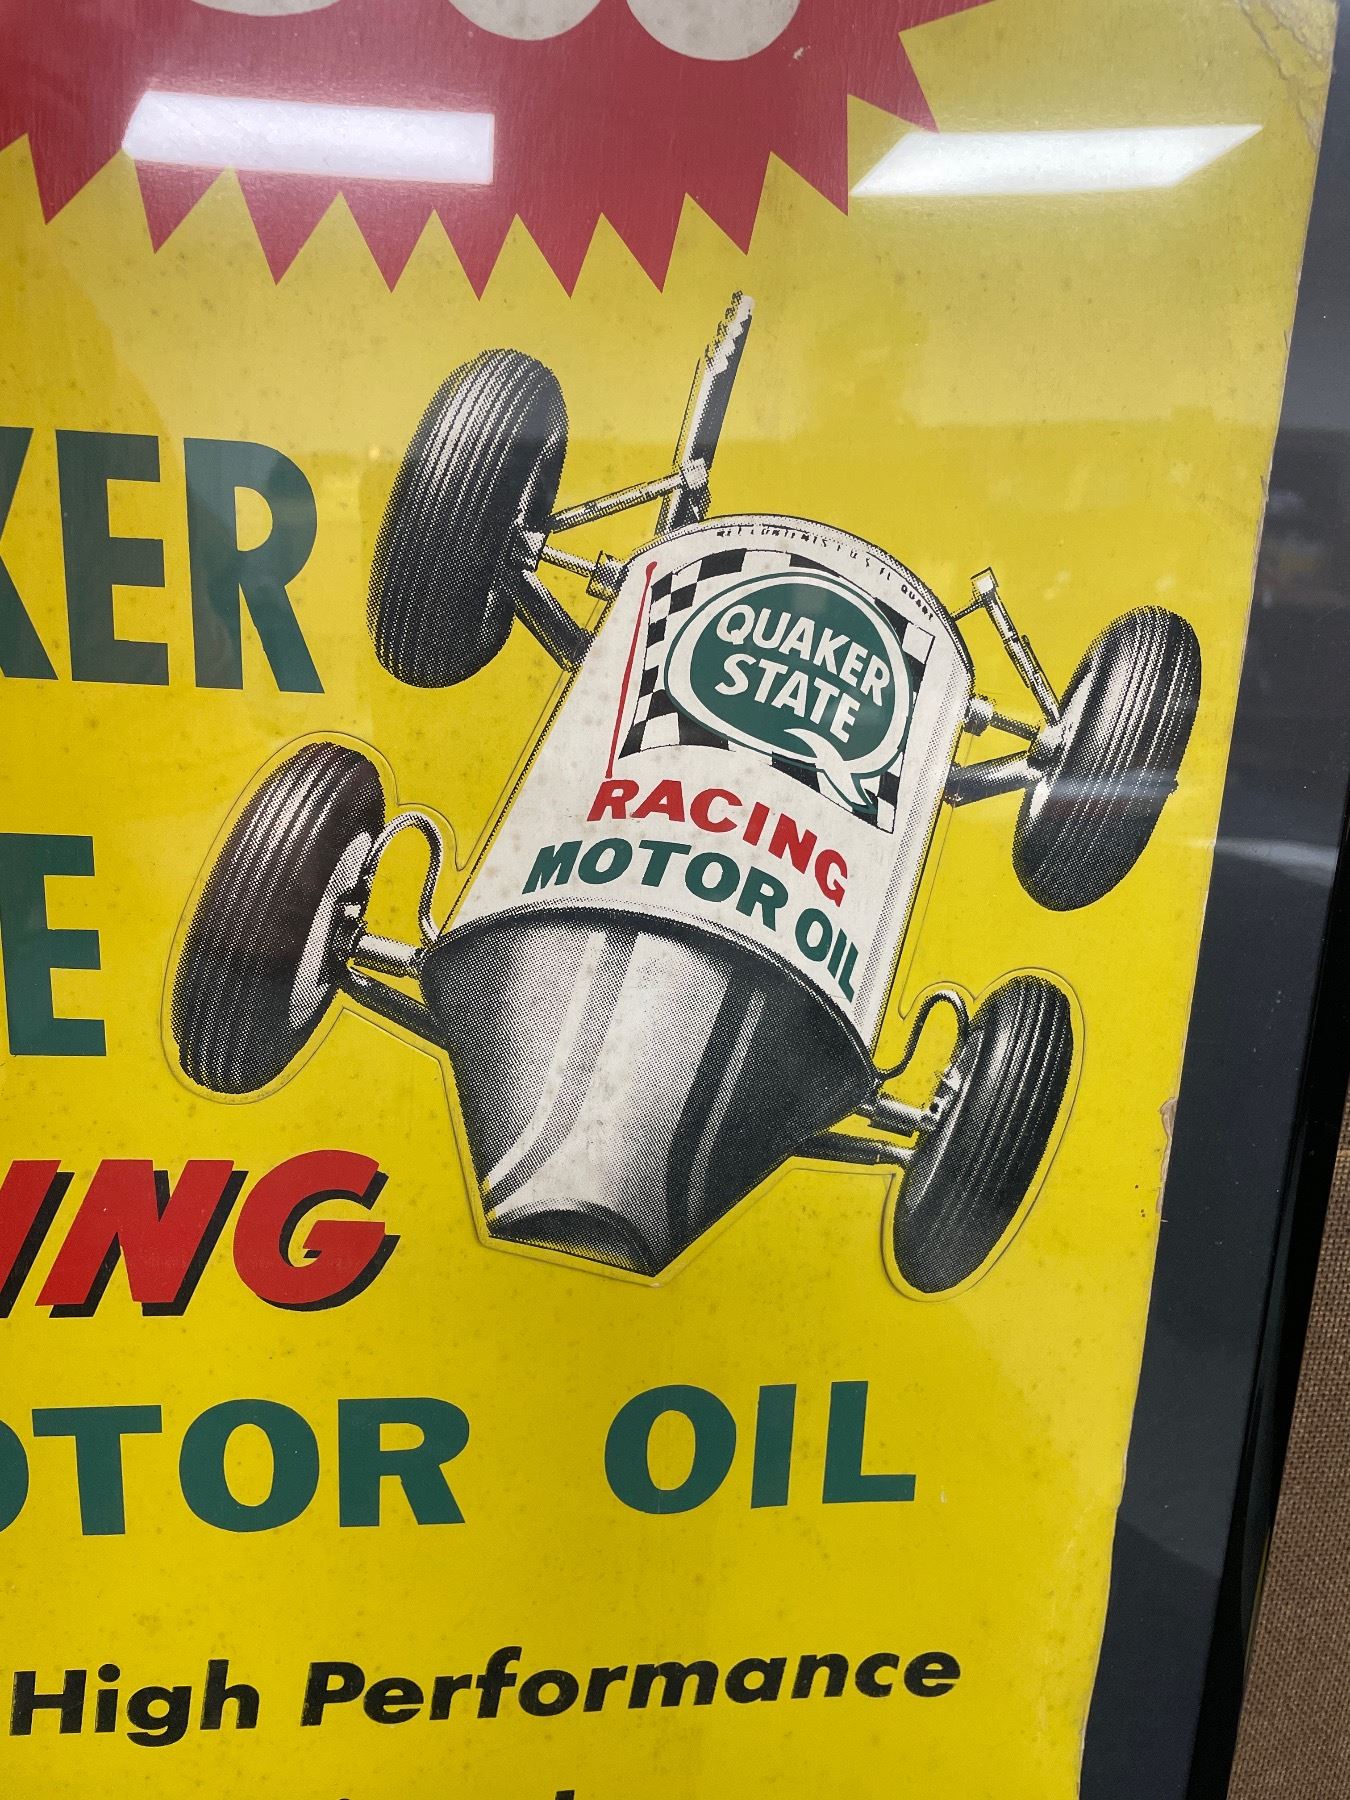 KER
QUAKER
STATE
RACING
MOTOR OIL
E
ING
OTOR OIL
High Performance